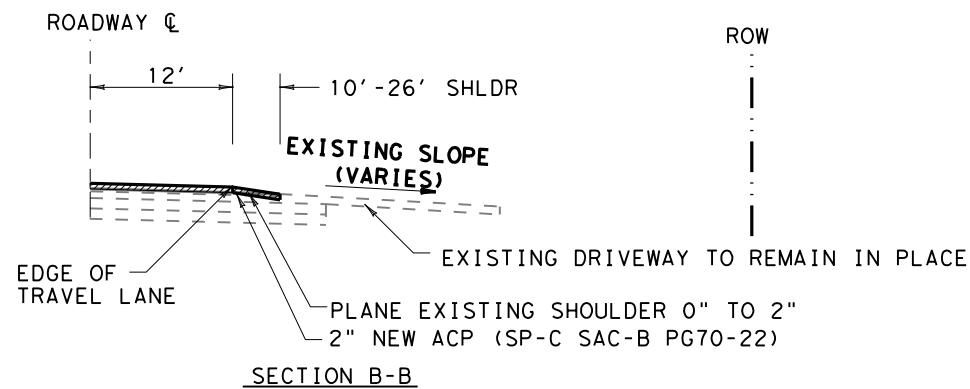 ROADWAY ℄
ROW
12'
10'-26' SHLDR
EXISTING SLOPE
(VARIES)
EXISTING DRIVEWAY TO REMAIN IN PLACE
EDGE OF
TRAVEL LANE
PLANE EXISTING SHOULDER 0" TO 2"
2" NEW ACP (SP-C SAC-B PG70-22)
SECTION B-B